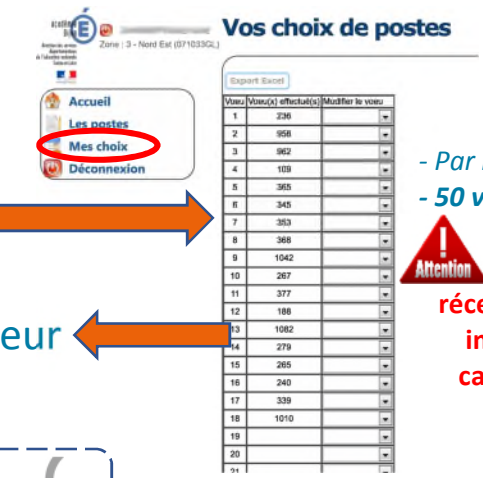 Vos choix de postes
Zone : 3 - Nord Est (071033GL)
Export Excel
Voeu Voeu(x) effectué(s) Modifier le voeu
1 236
2 958
3 962
4 109
5 365
6 345
7 353
8 368
9 1042
10 267
11 377
12 188
13 1082
14 279
15 265
16 240
17 339
18 1010
19
20
21
Accueil
Les postes
Mes choix
Déconnexion
- Par
- 50 v
Attention
réce
in
ca
eur